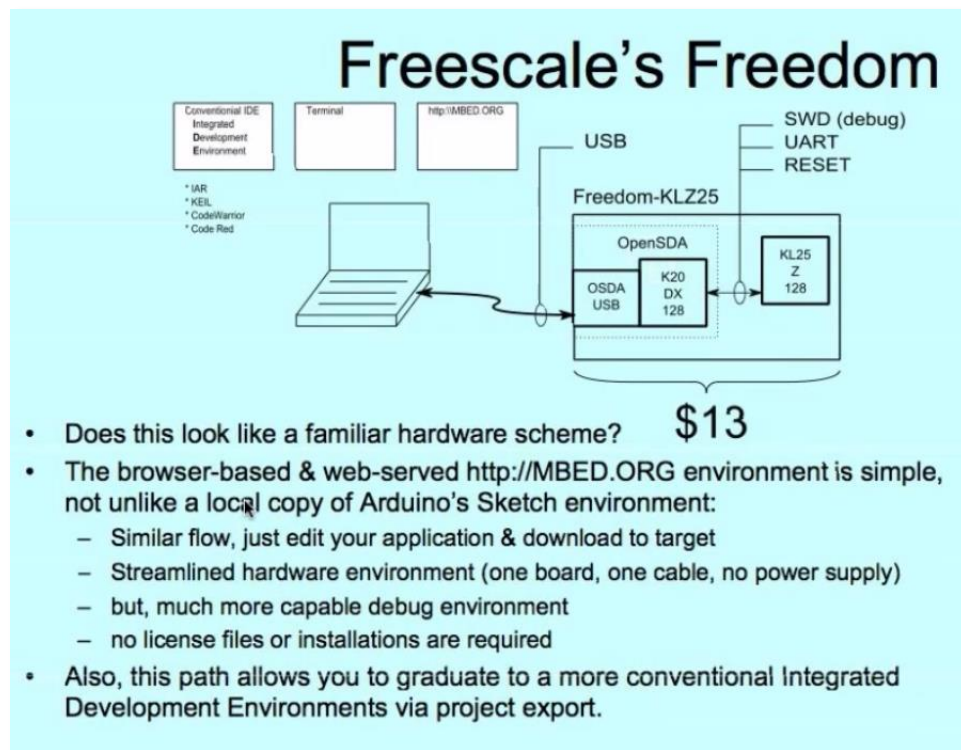 Freescale's Freedom
Conventionial IDE
Integrated
Development
Environment
Terminal
http:\\MBED.ORG
* IAR
* KEIL
* CodeWarrior
* Code Red
USB
SWD (debug)
UART
RESET
Freedom-KLZ25
OpenSDA
OSDA
USB
K20
DX
128
KL25
Z
128
$13
• Does this look like a familiar hardware scheme?
• The browser-based & web-served http://MBED.ORG environment is simple,
not unlike a local copy of Arduino's Sketch environment:
– Similar flow, just edit your application & download to target
– Streamlined hardware environment (one board, one cable, no power supply)
– but, much more capable debug environment
– no license files or installations are required
• Also, this path allows you to graduate to a more conventional Integrated
Development Environments via project export.